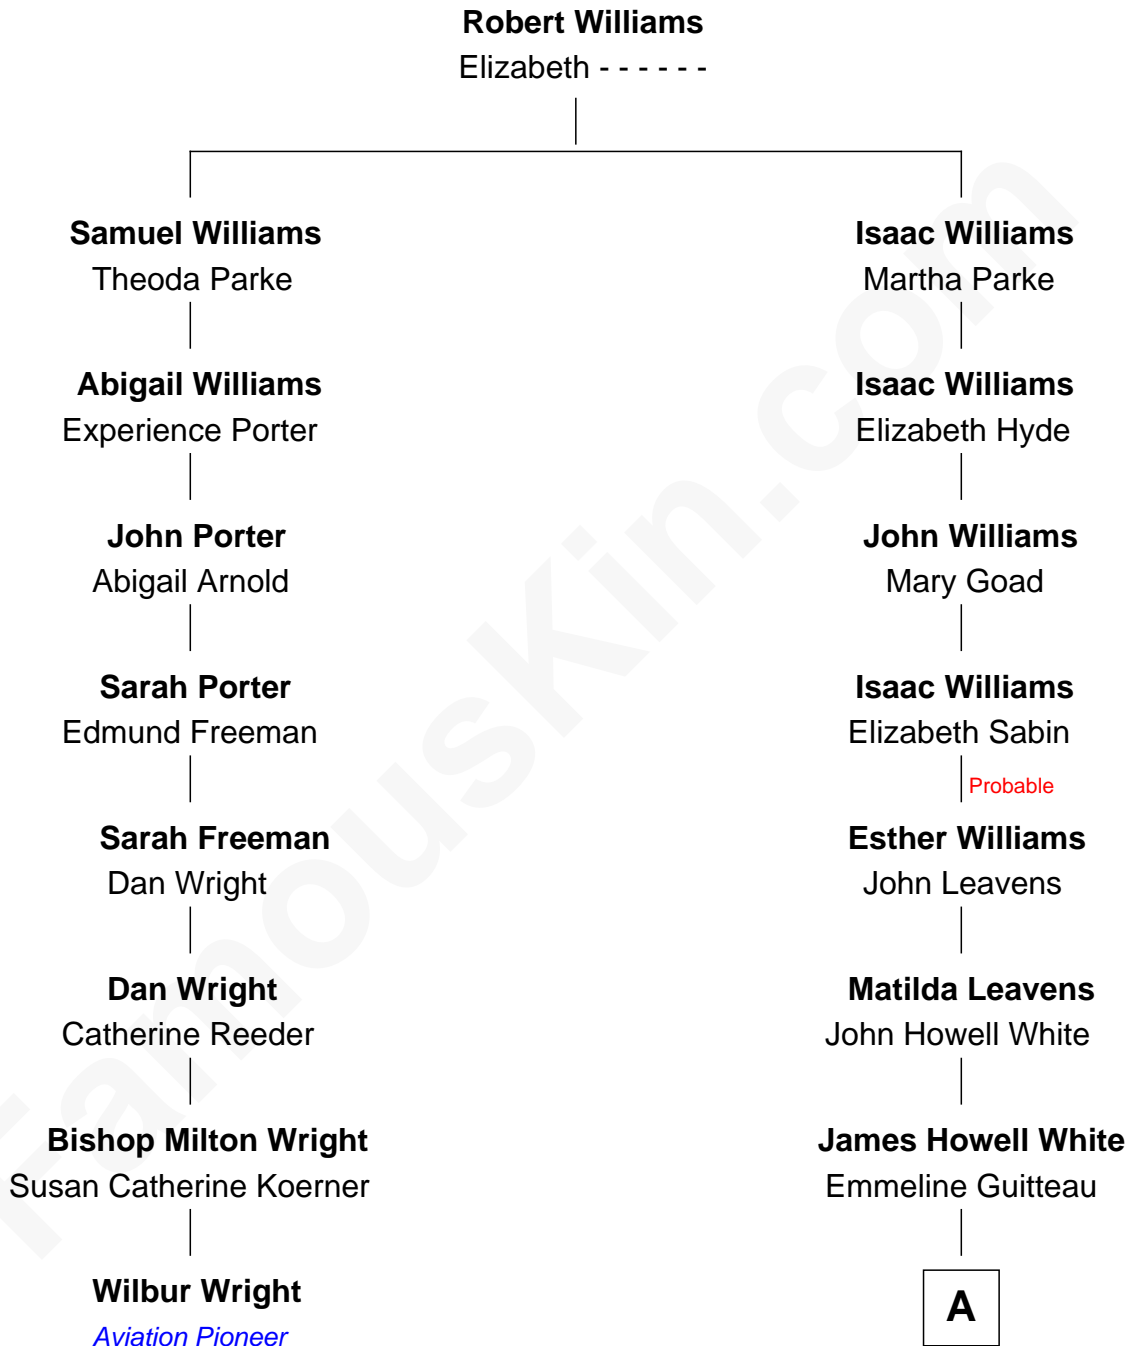 Robert Williams
Elizabeth - - - - - -
Samuel Williams
Theoda Parke
Isaac Williams
Martha Parke
Abigail Williams
Experience Porter
Isaac Williams
Elizabeth Hyde
John Porter
Abigail Arnold
John Williams
Mary Goad
Sarah Porter
Edmund Freeman
Isaac Williams
Elizabeth Sabin
Probable
Sarah Freeman
Dan Wright
Esther Williams
John Leavens
Dan Wright
Catherine Reeder
Matilda Leavens
John Howell White
Bishop Milton Wright
Susan Catherine Koerner
James Howell White
Emmeline Guitteau
Wilbur Wright
Aviation Pioneer
A
FamousKin.com